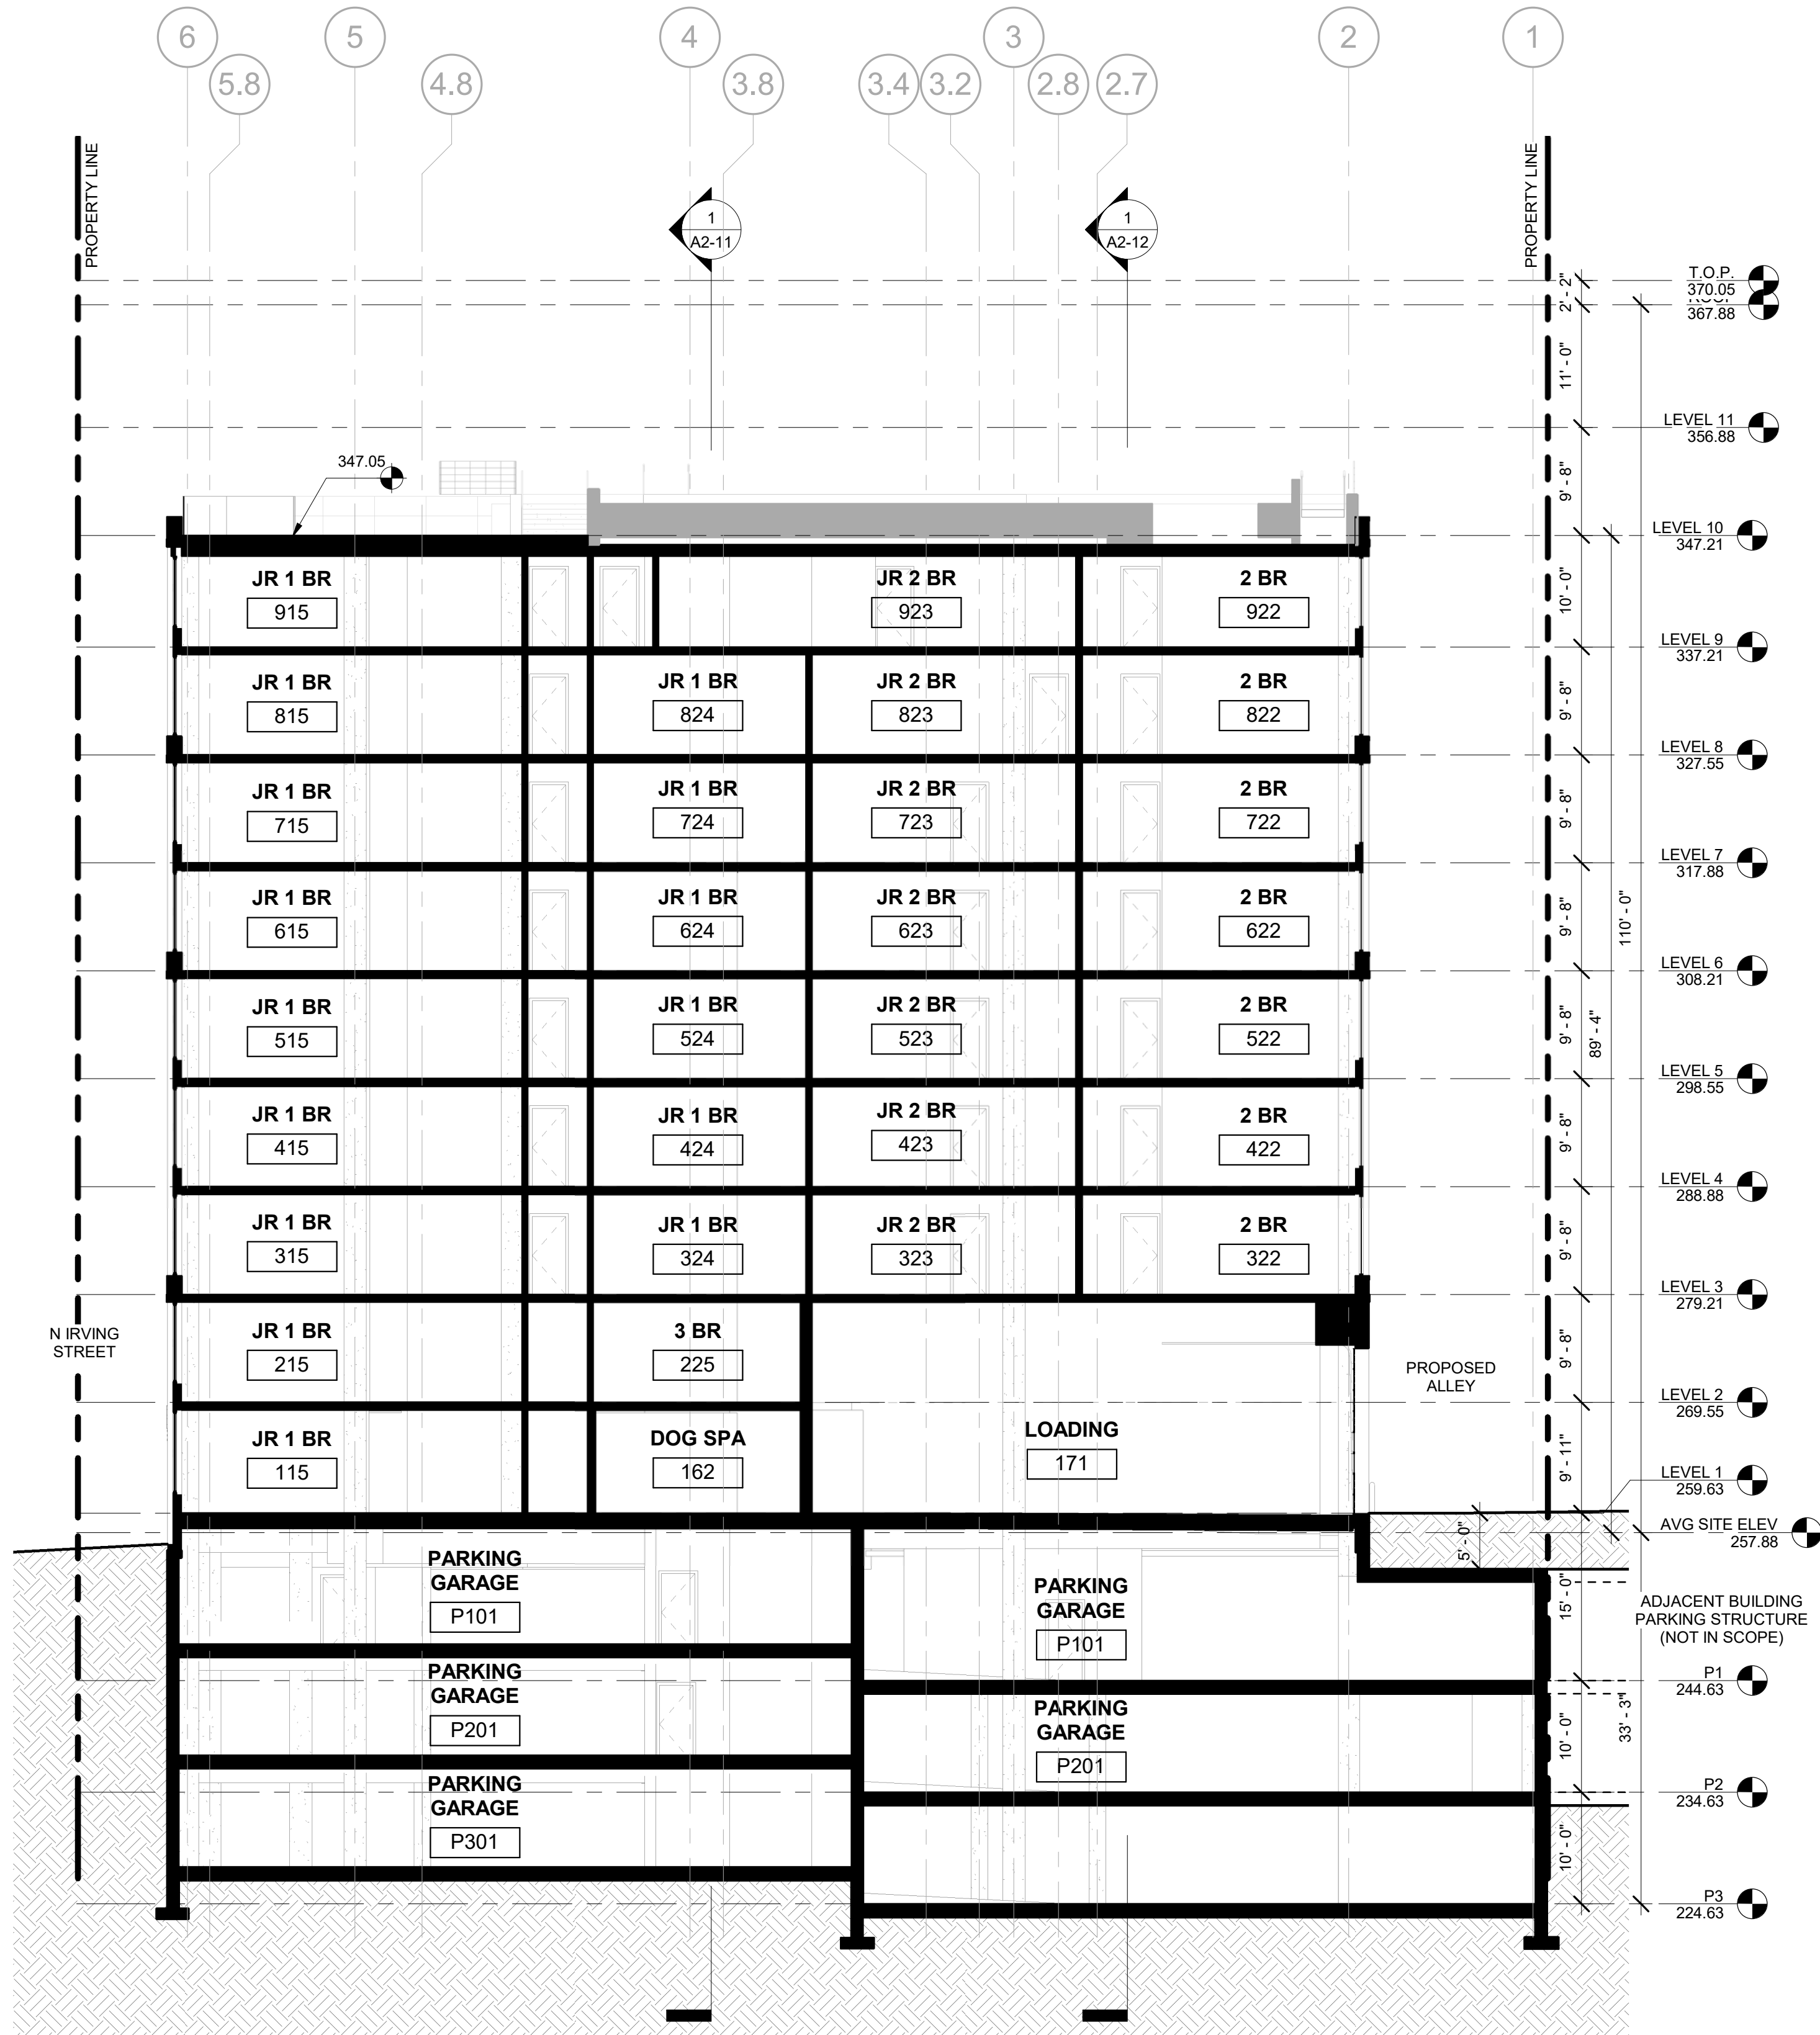 6
5
4
3
2
1
5.8
4.8
3.8
3.4
3.2
2.8
2.7
PROPERTY LINE
PROPERTY LINE
1
A2-11
1
A2-12
T.O.P.
370.05
2' - 2"
367.88
11' - 0"
LEVEL 11
356.88
347.05
9' - 8"
LEVEL 10
347.21
JR 1 BR
915
JR 2 BR
923
2 BR
922
10' - 0"
LEVEL 9
337.21
JR 1 BR
815
JR 1 BR
824
JR 2 BR
823
2 BR
822
9' - 8"
LEVEL 8
327.55
JR 1 BR
715
JR 1 BR
724
JR 2 BR
723
2 BR
722
9' - 8"
LEVEL 7
317.88
JR 1 BR
615
JR 1 BR
624
JR 2 BR
623
2 BR
622
9' - 8"
110' - 0"
LEVEL 6
308.21
JR 1 BR
515
JR 1 BR
524
JR 2 BR
523
2 BR
522
9' - 8"
89' - 4"
LEVEL 5
298.55
JR 1 BR
415
JR 1 BR
424
JR 2 BR
423
2 BR
422
9' - 8"
LEVEL 4
288.88
JR 1 BR
315
JR 1 BR
324
JR 2 BR
323
2 BR
322
9' - 8"
LEVEL 3
279.21
N IRVING
STREET
JR 1 BR
215
3 BR
225
9' - 8"
PROPOSED
ALLEY
LEVEL 2
269.55
JR 1 BR
115
DOG SPA
162
LOADING
171
9' - 11"
LEVEL 1
259.63
AVG SITE ELEV
257.88
5' - 0"
PARKING
GARAGE
P101
PARKING
GARAGE
P101
15' - 0"
ADJACENT BUILDING
PARKING STRUCTURE
(NOT IN SCOPE)
P1
244.63
PARKING
GARAGE
P201
PARKING
GARAGE
P201
10' - 0"
33' - 3"
P2
234.63
PARKING
GARAGE
P301
10' - 0"
P3
224.63